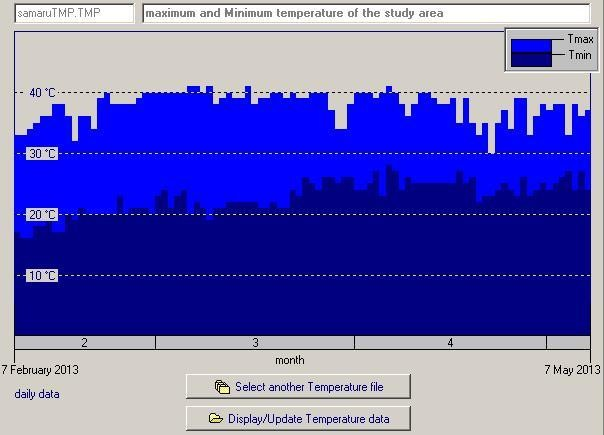 samaruTMP.TMP
maximum and Minimum temperature of the study area
Tmax
Tmin
40 °C
30 °C
20 °C
10 °C
2
3
4
month
7 February 2013
7 May 2013
daily data
Select another Temperature file
Display/Update Temperature data